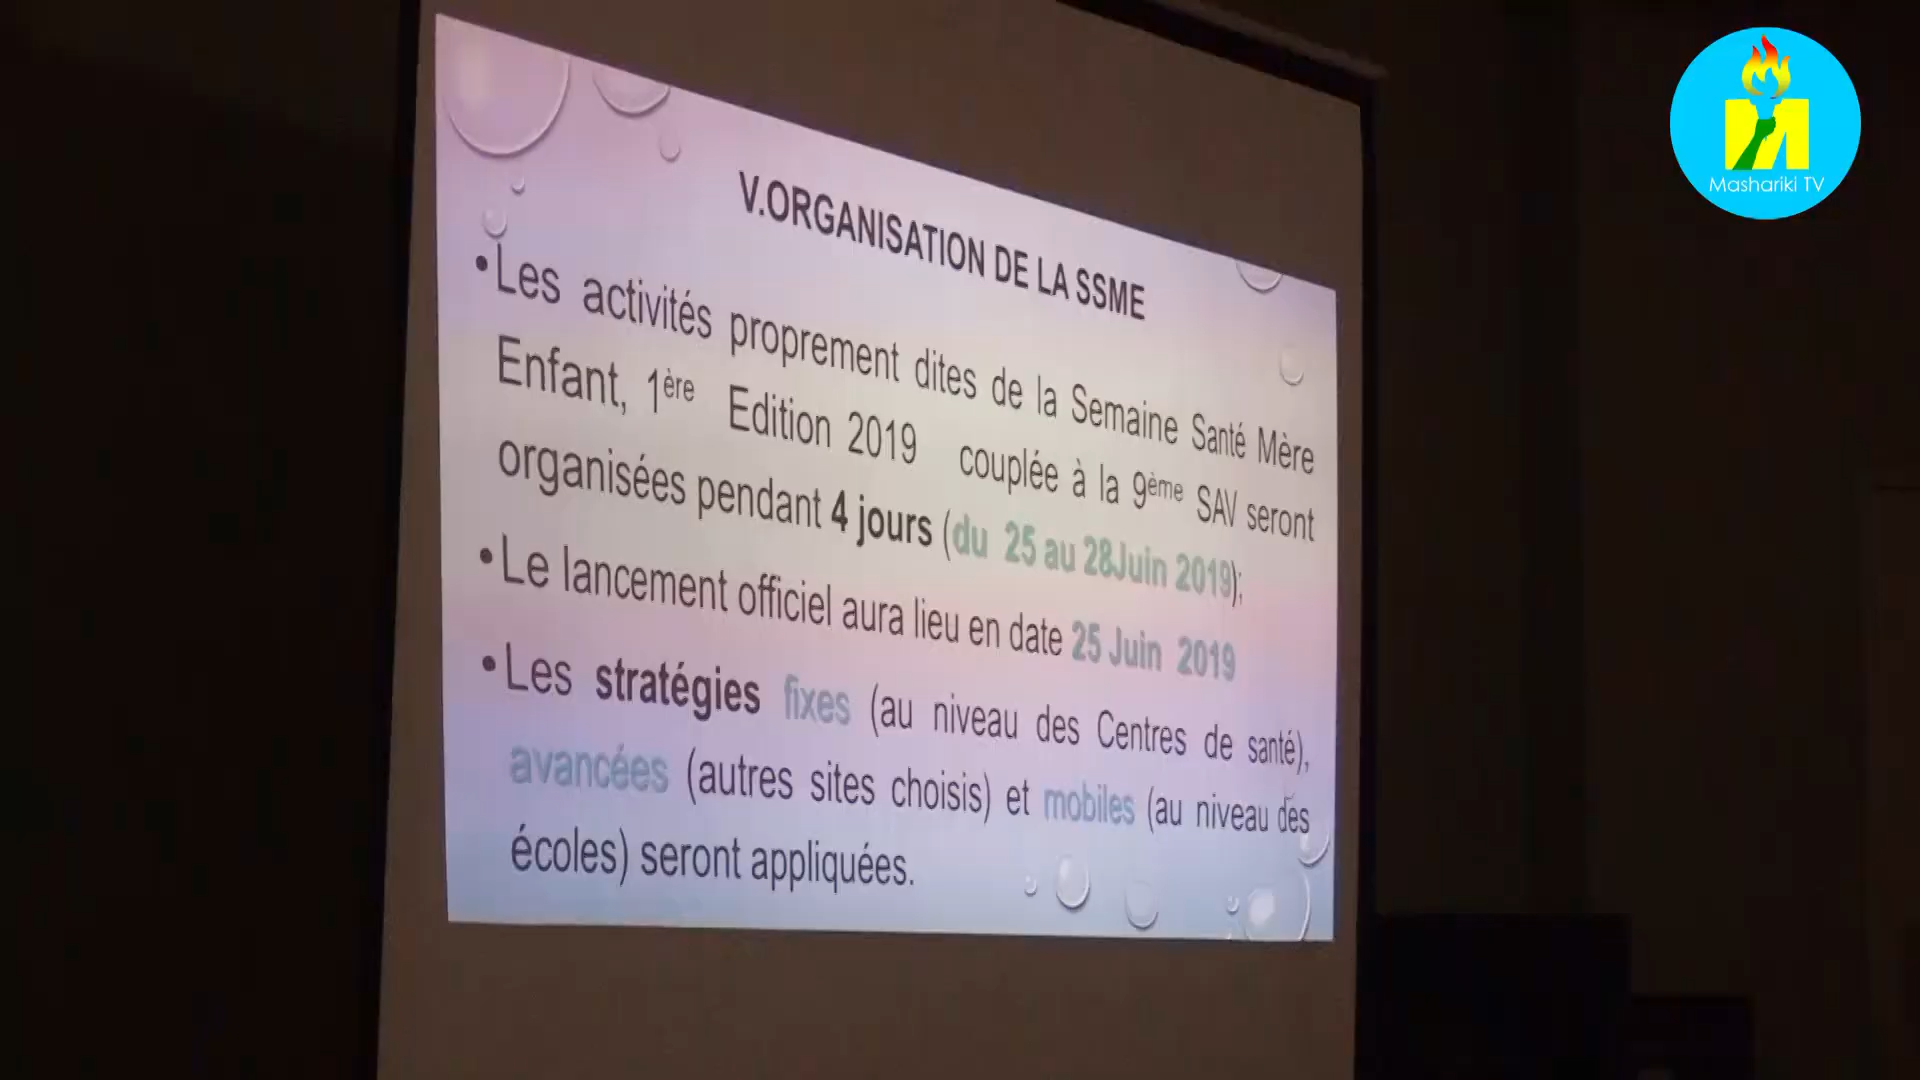 V.ORGANISATION DE LA SSME
•Les activités proprement dites de la Semaine Santé Mère
Enfant, 1ère Edition 2019 couplée à la 9ème SAV seront
organisées pendant 4 jours (du 25 au 28Juin 2019);
•Le lancement officiel aura lieu en date 25 Juin 2019
•Les stratégies fixes (au niveau des Centres de santé),
avancées (autres sites choisis) et mobiles (au niveau des
écoles) seront appliquées.
Mashariki TV